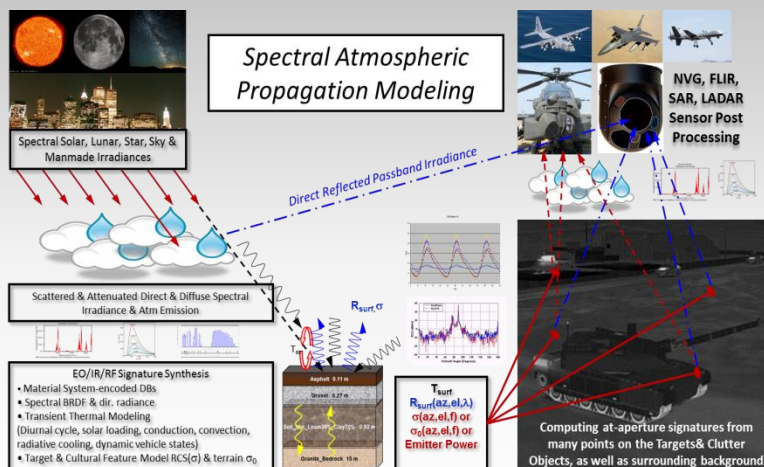 Spectral Atmospheric
Propagation Modeling
NVG, FLIR,
SAR, LADAR
Sensor Post
Processing
Spectral Solar, Lunar, Star, Sky &
Manmade Irradiances
Direct Reflected Passband Irradiance
Scattered & Attenuated Direct & Diffuse Spectral
Irradiance & Atm Emission
Rsurf,σ
EO/IR/RF Signature Synthesis
• Material System-encoded DBs
• Spectral BRDF & dir. radiance
• Transient Thermal Modeling
(Diurnal cycle, solar loading, conduction, convection,
radiative cooling, dynamic vehicle states)
• Target & Cultural Feature Model RCS(σ) & terrain σ0
Asphalt 0.11 m
Gravel 0.27 m
Granite_Bedrock 15 m
Tsurf
Rsurf(az,el,λ)
σ(az,el,f) or
σ0(az,el,f) or
Emitter Power
Computing at-aperture signatures from
many points on the Targets& Clutter
Objects, as well as surrounding background